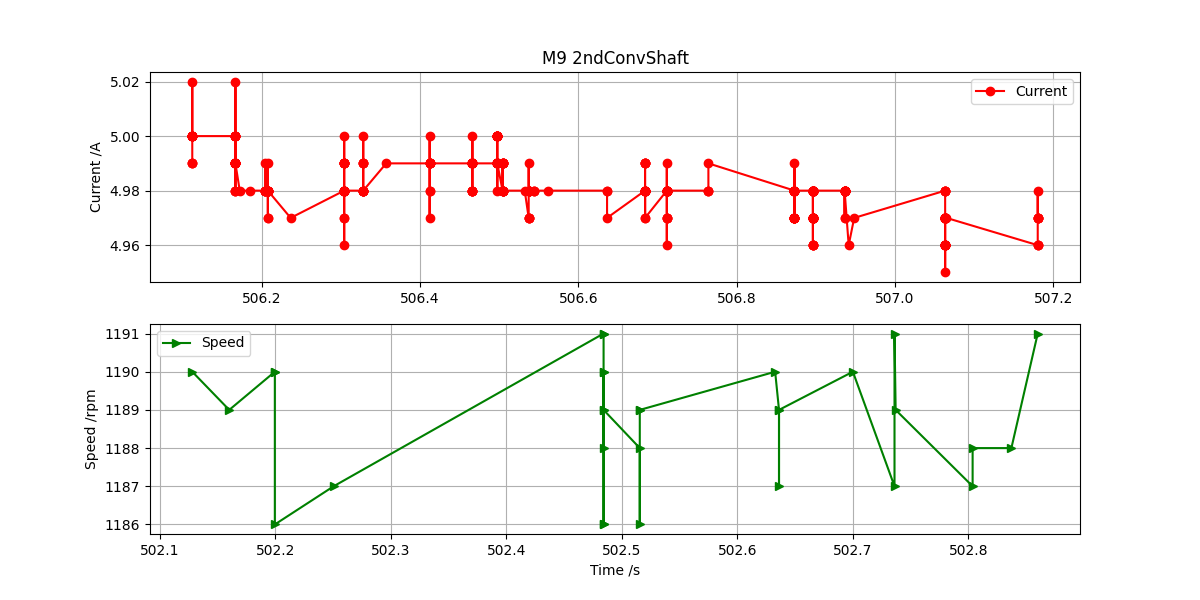 M9 2ndConvShaft
Current /A
5.02
5.00
4.98
4.96
Current
506.2 506.4 506.6 506.8 507.0 507.2
Speed /rpm
1191
1190
1189
1188
1187
1186
Speed
502.1 502.2 502.3 502.4 502.5 502.6 502.7 502.8
Time /s